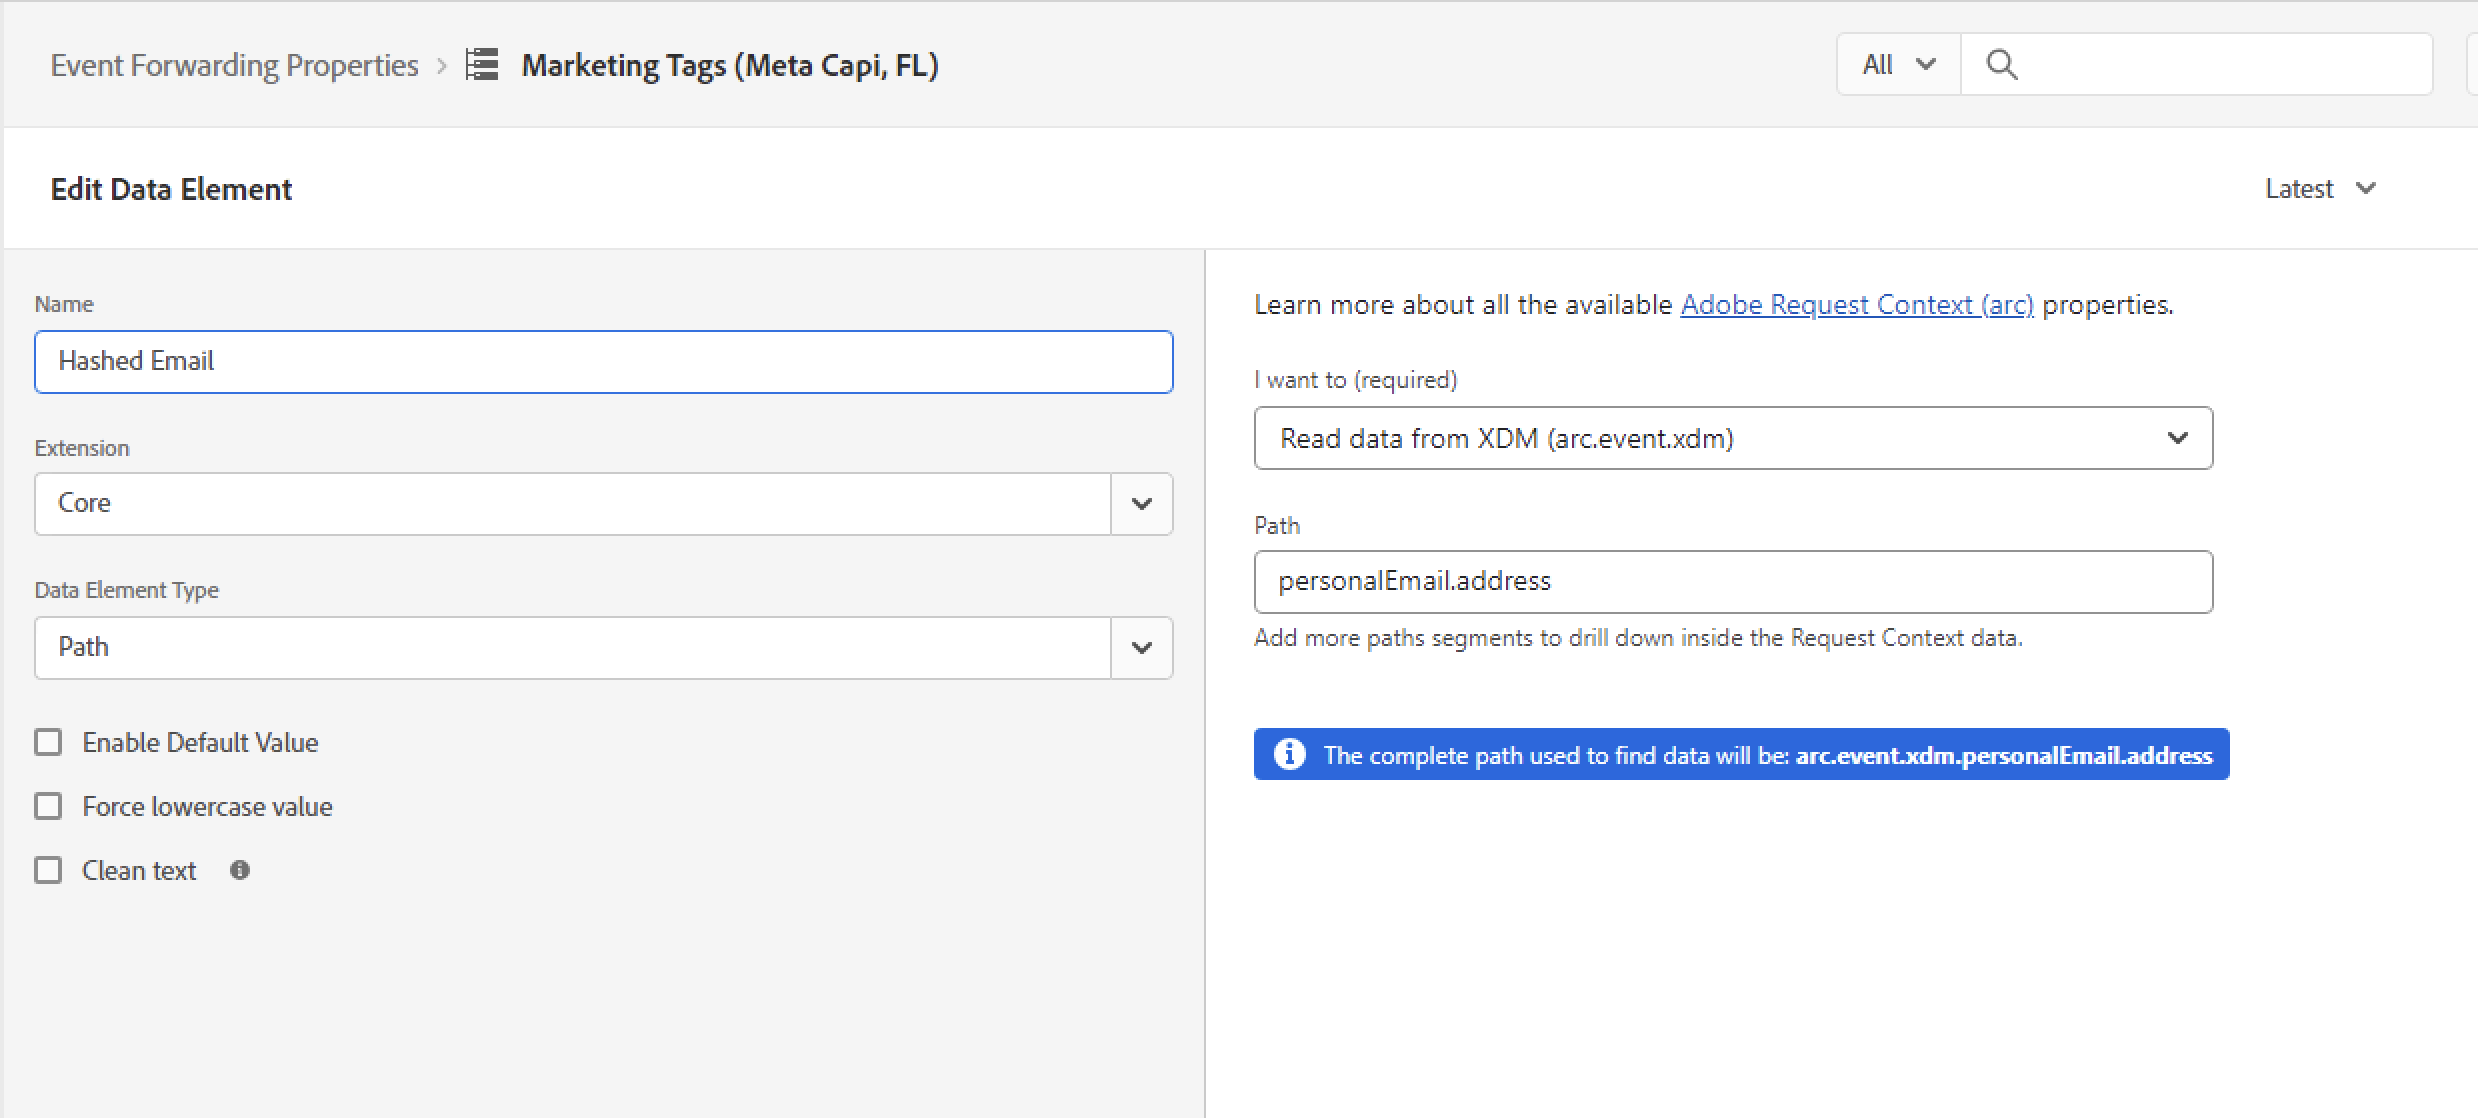 Event Forwarding Properties > Marketing Tags (Meta Capi, FL)
All
Edit Data Element
Latest
Name
Hashed Email
Extension
Core
Data Element Type
Path
Enable Default Value
Force lowercase value
Clean text
Learn more about all the available Adobe Request Context (arc) properties.
I want to (required)
Read data from XDM (arc.event.xdm)
Path
personalEmail.address
Add more paths segments to drill down inside the Request Context data.
The complete path used to find data will be: arc.event.xdm.personalEmail.address